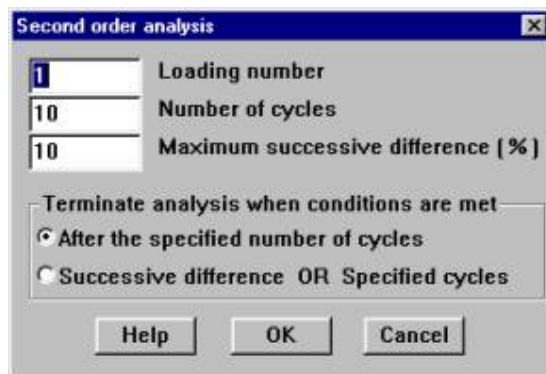 Second order analysis
1 Loading number
10 Number of cycles
10 Maximum successive difference (%)
Terminate analysis when conditions are met
After the specified number of cycles
Successive difference OR Specified cycles
Help OK Cancel